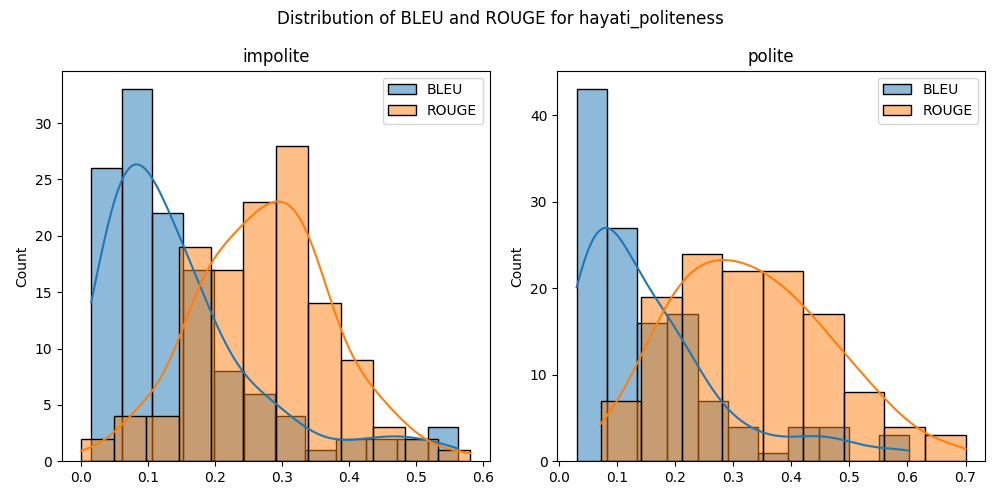 Distribution of BLEU and ROUGE for hayati_politeness
impolite
BLEU
ROUGE
Count
30
25
20
15
10
5
0
0.0 0.1 0.2 0.3 0.4 0.5 0.6
polite
BLEU
ROUGE
Count
40
30
20
10
0
0.0 0.1 0.2 0.3 0.4 0.5 0.6 0.7